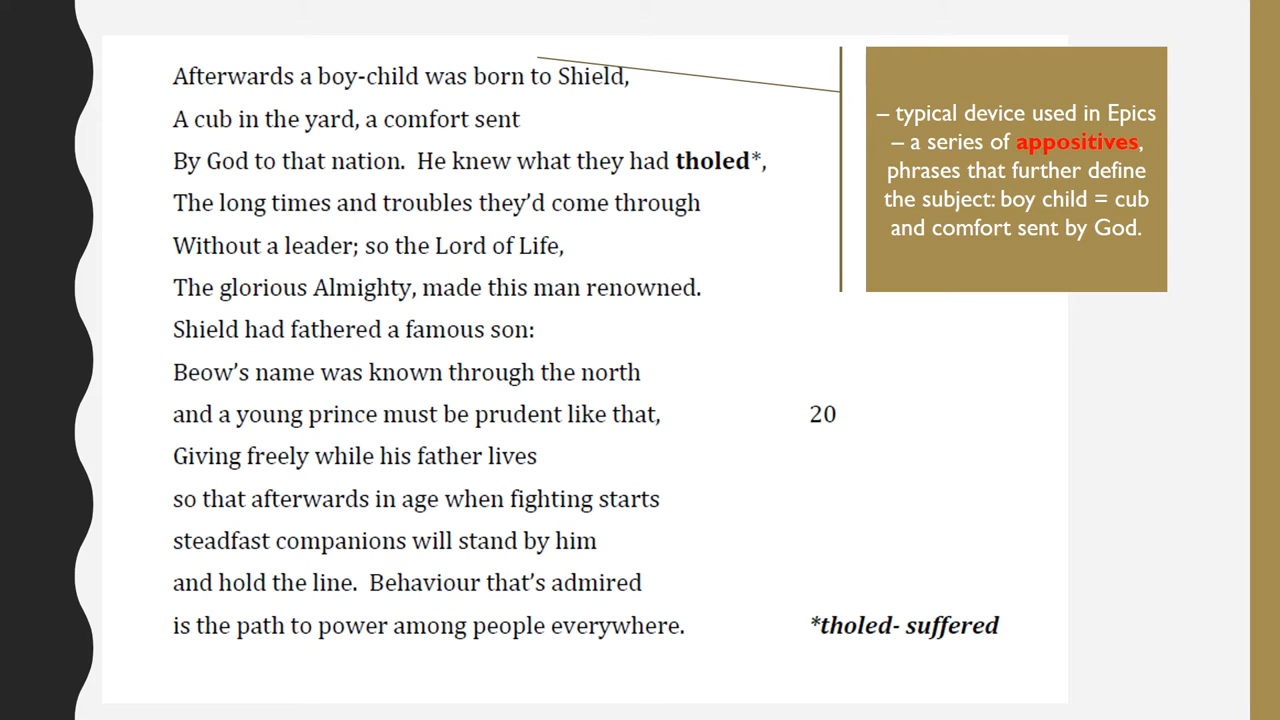 Afterwards a boy-child was born to Shield,
A cub in the yard, a comfort sent
By God to that nation.  He knew what they had tholed*,
The long times and troubles they’d come through
Without a leader; so the Lord of Life,
The glorious Almighty, made this man renowned.
Shield had fathered a famous son:
Beow’s name was known through the north
and a young prince must be prudent like that, 20
Giving freely while his father lives
so that afterwards in age when fighting starts
steadfast companions will stand by him
and hold the line.  Behaviour that’s admired
is the path to power among people everywhere.
*tholed- suffered
– typical device used in Epics
– a series of appositives,
phrases that further define
the subject: boy child = cub
and comfort sent by God.